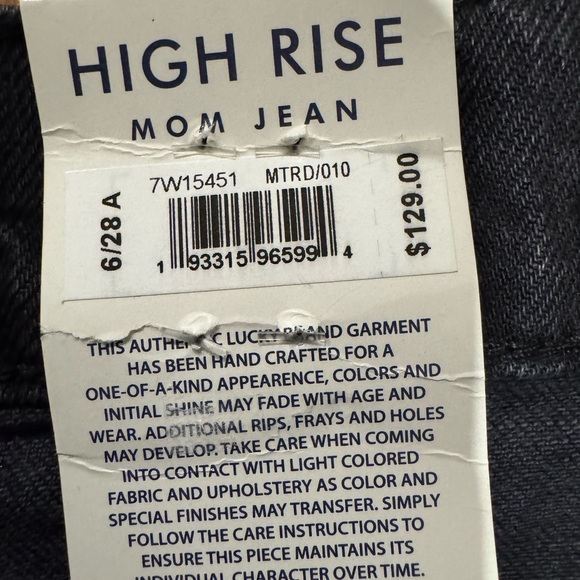 HIGH RISE
MOM JEAN
7W15451 MTRD/010
6/28 A
1 93315 96599 4
$129.00
THIS LUCKY BRAND GARMENT
HAS BEEN HAND CRAFTED FOR A
ONE-OF-A-KIND APPEARENCE, COLORS AND
INITIAL SHINE MAY FADE WITH AGE AND
WEAR. ADDITIONAL RIPS, FRAYS AND HOLES
MAY DEVELOP. TAKE CARE WHEN COMING
INTO CONTACT WITH LIGHT COLORED
FABRIC AND UPHOLSTERY AS COLOR AND
SPECIAL FINISHES MAY TRANSFER. SIMPLY
FOLLOW THE CARE INSTRUCTIONS TO
ENSURE THIS PIECE MAINTAINS ITS
INDIVIDUAL CHARACTER OVER TIME.